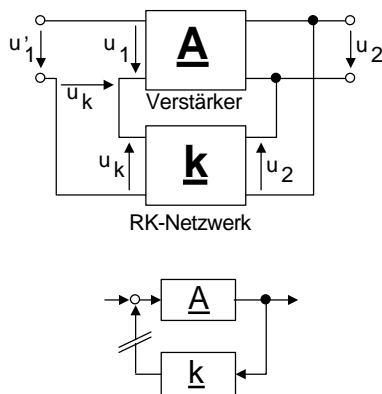 u'1 u1 A u2
uk
Verstärker
uk k u2
RK-Netzwerk
A
k